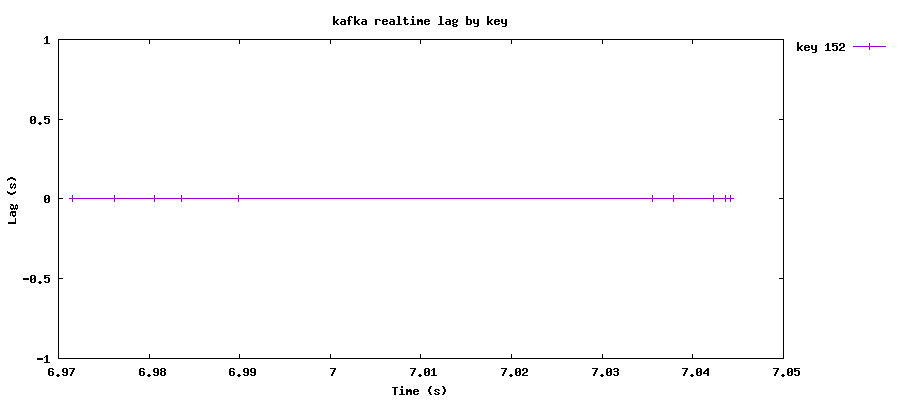 kafka realtime lag by key
key 152
1
0.5
0
-0.5
-1
Lag (s)
6.97 6.98 6.99 7 7.01 7.02 7.03 7.04 7.05
Time (s)